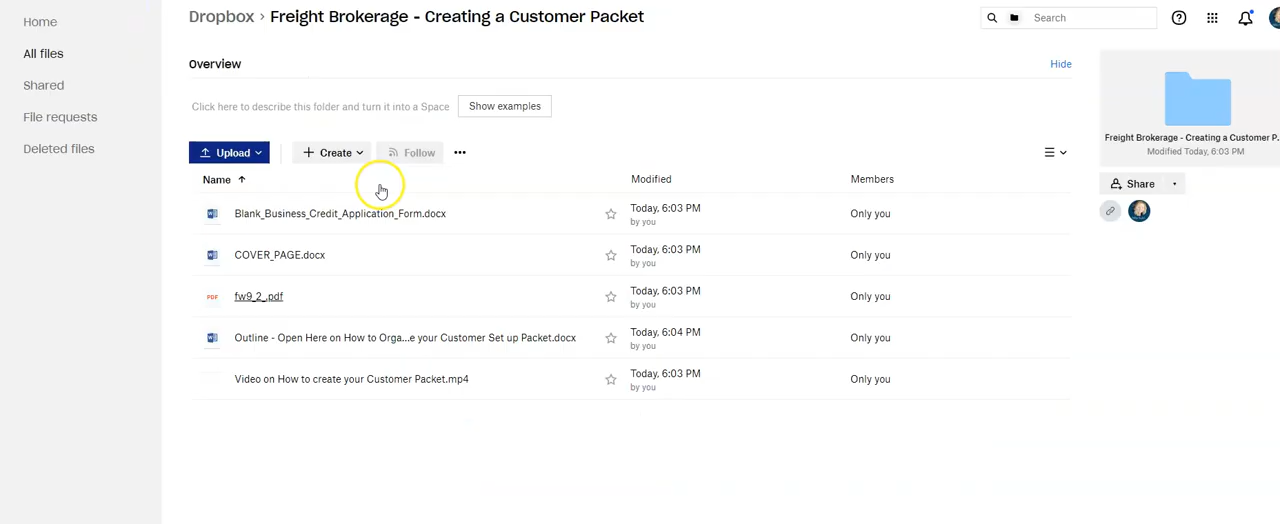 Home
All files
Shared
File requests
Deleted files
Dropbox › Freight Brokerage - Creating a Customer Packet
Search
Overview
Hide
Click here to describe this folder and turn it into a Space
Show examples
Upload
Create
Follow
Name
Modified
Members
Blank_Business_Credit_Application_Form.docx
Today, 6:03 PM
by you
Only you
COVER_PAGE.docx
Today, 6:03 PM
by you
Only you
PDF
fw9_2_.pdf
Today, 6:03 PM
by you
Only you
Outline - Open Here on How to Orga...e your Customer Set up Packet.docx
Today, 6:04 PM
by you
Only you
Video on How to create your Customer Packet.mp4
Today, 6:03 PM
by you
Only you
Freight Brokerage - Creating a Customer P...
Modified Today, 6:03 PM
Share